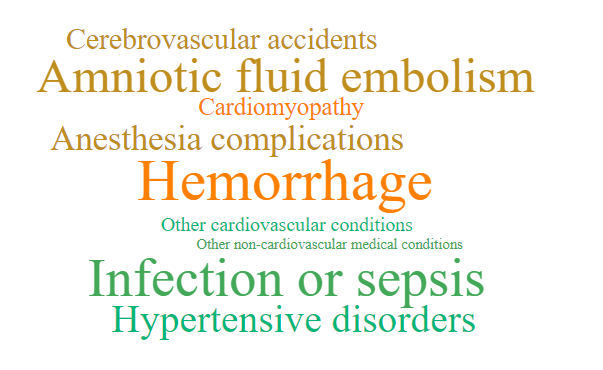 Cerebrovascular accidents
Amniotic fluid embolism
Cardiomyopathy
Anesthesia complications
Hemorrhage
Other cardiovascular conditions
Other non-cardiovascular medical conditions
Infection or sepsis
Hypertensive disorders